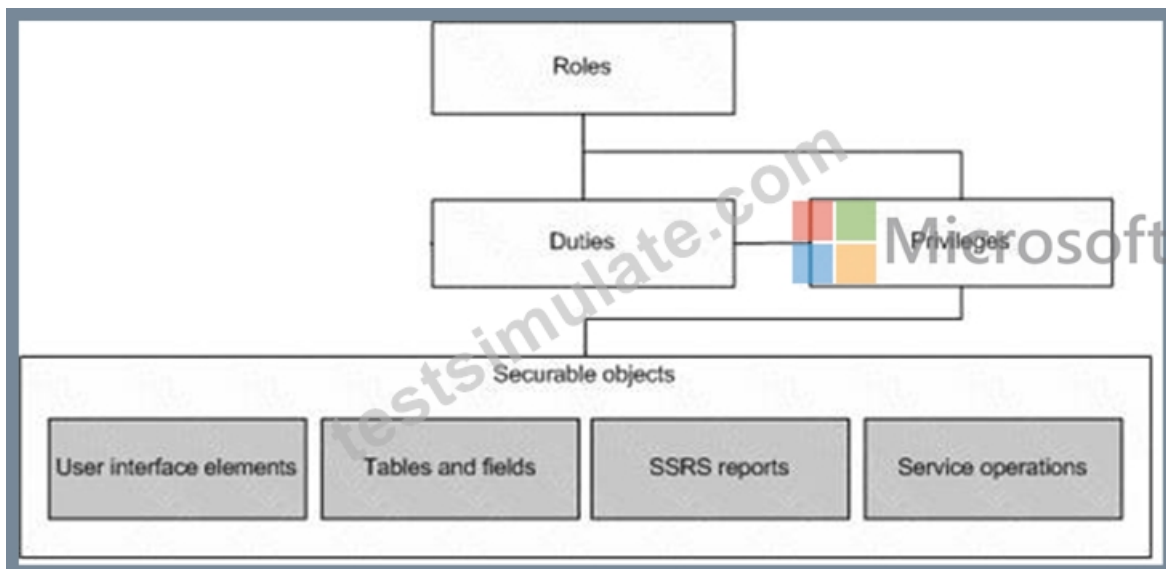 Roles
Duties
Privileges
Microsoft
Securable objects
User interface elements
Tables and fields
SSRS reports
Service operations
testsimulate.com